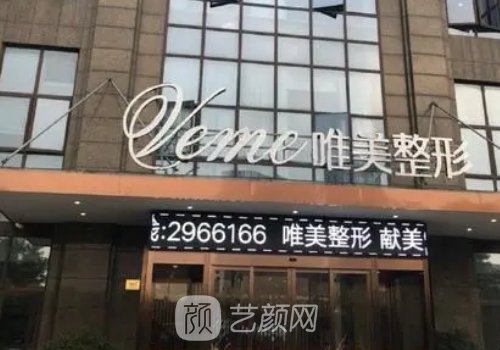 Veme 唯美整形
:2966166 唯美整形 献美
颜 艺颜网